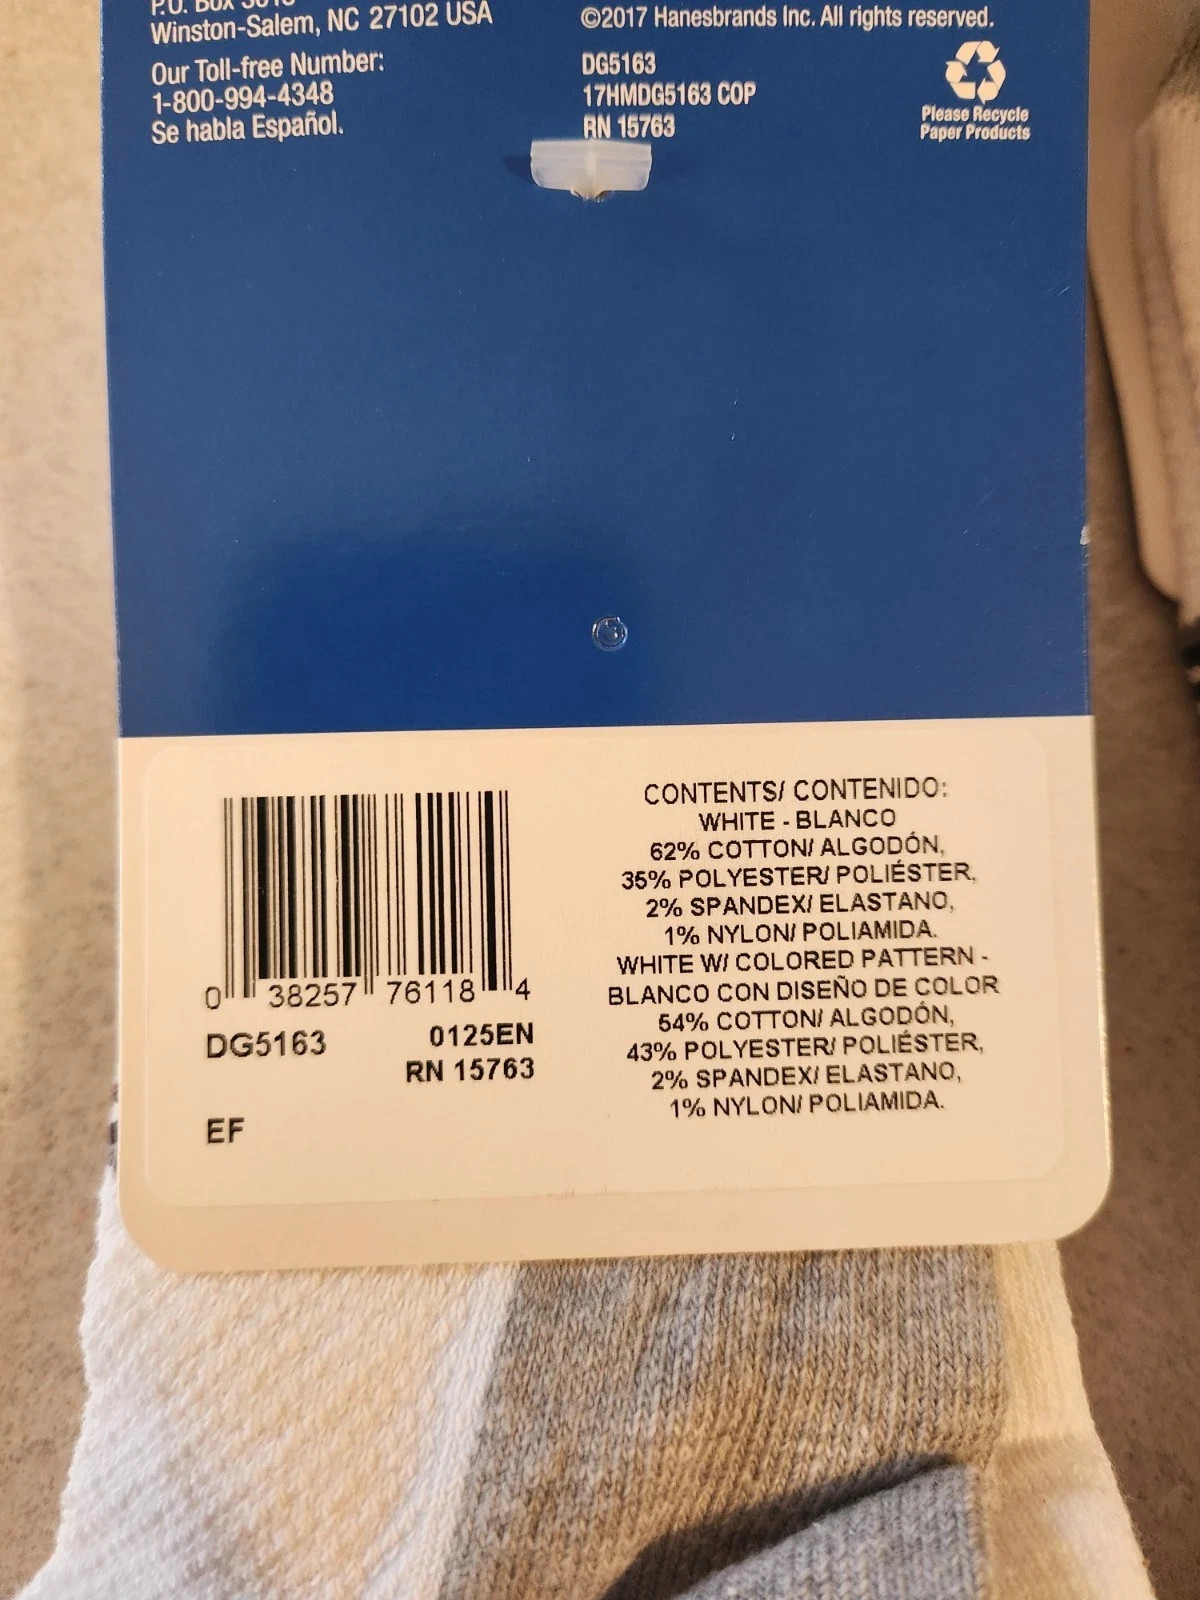 P.O. Box
Winston-Salem, NC 27102 USA
Our Toll-free Number:
1-800-994-4348
Se habla Español.
©2017 Hanesbrands Inc. All rights reserved.
DG5163
17HMDG5163 COP
RN 15763
Please Recycle
Paper Products
0 38257 76118 4
DG5163 0125EN
RN 15763
EF
CONTENTS/ CONTENIDO:
WHITE - BLANCO
62% COTTON/ ALGODÓN,
35% POLYESTER/ POLIÉSTER,
2% SPANDEX/ ELASTANO,
1% NYLON/ POLIAMIDA.
WHITE W/ COLORED PATTERN -
BLANCO CON DISEÑO DE COLOR
54% COTTON/ ALGODÓN,
43% POLYESTER/ POLIÉSTER,
2% SPANDEX/ ELASTANO,
1% NYLON/ POLIAMIDA.